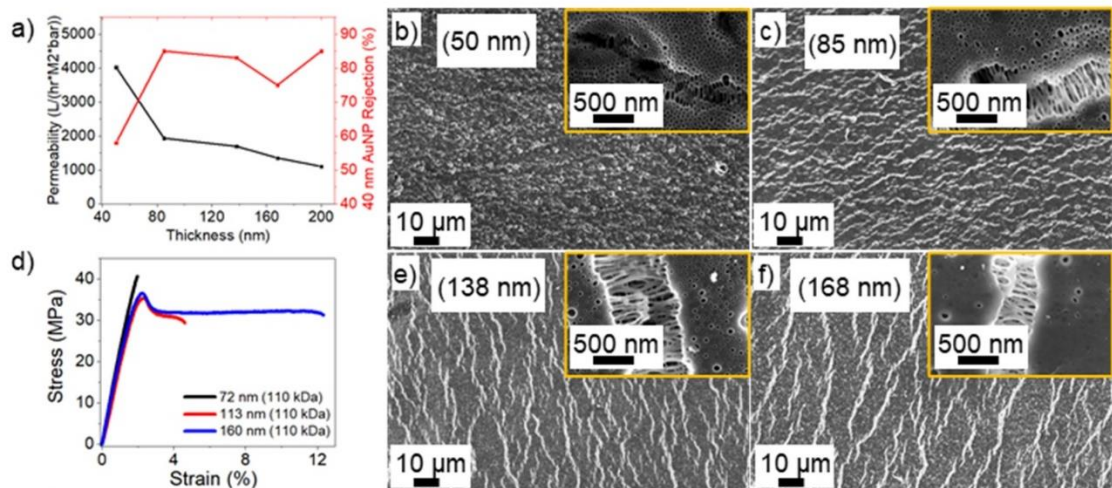 a)
Permeability (L/(hr*M2*bar))
5000
4000
3000
2000
1000
0
90
80
70
60
50
40
40 nm AuNP Rejection (%)
40 80 120 160 200
Thickness (nm)
b)
(50 nm)
500 nm
10 µm
c)
(85 nm)
500 nm
10 µm
d)
Stress (MPa)
40
30
20
10
0
72 nm (110 kDa)
113 nm (110 kDa)
160 nm (110 kDa)
0 4 8 12
Strain (%)
e)
(138 nm)
500 nm
10 µm
f)
(168 nm)
500 nm
10 µm